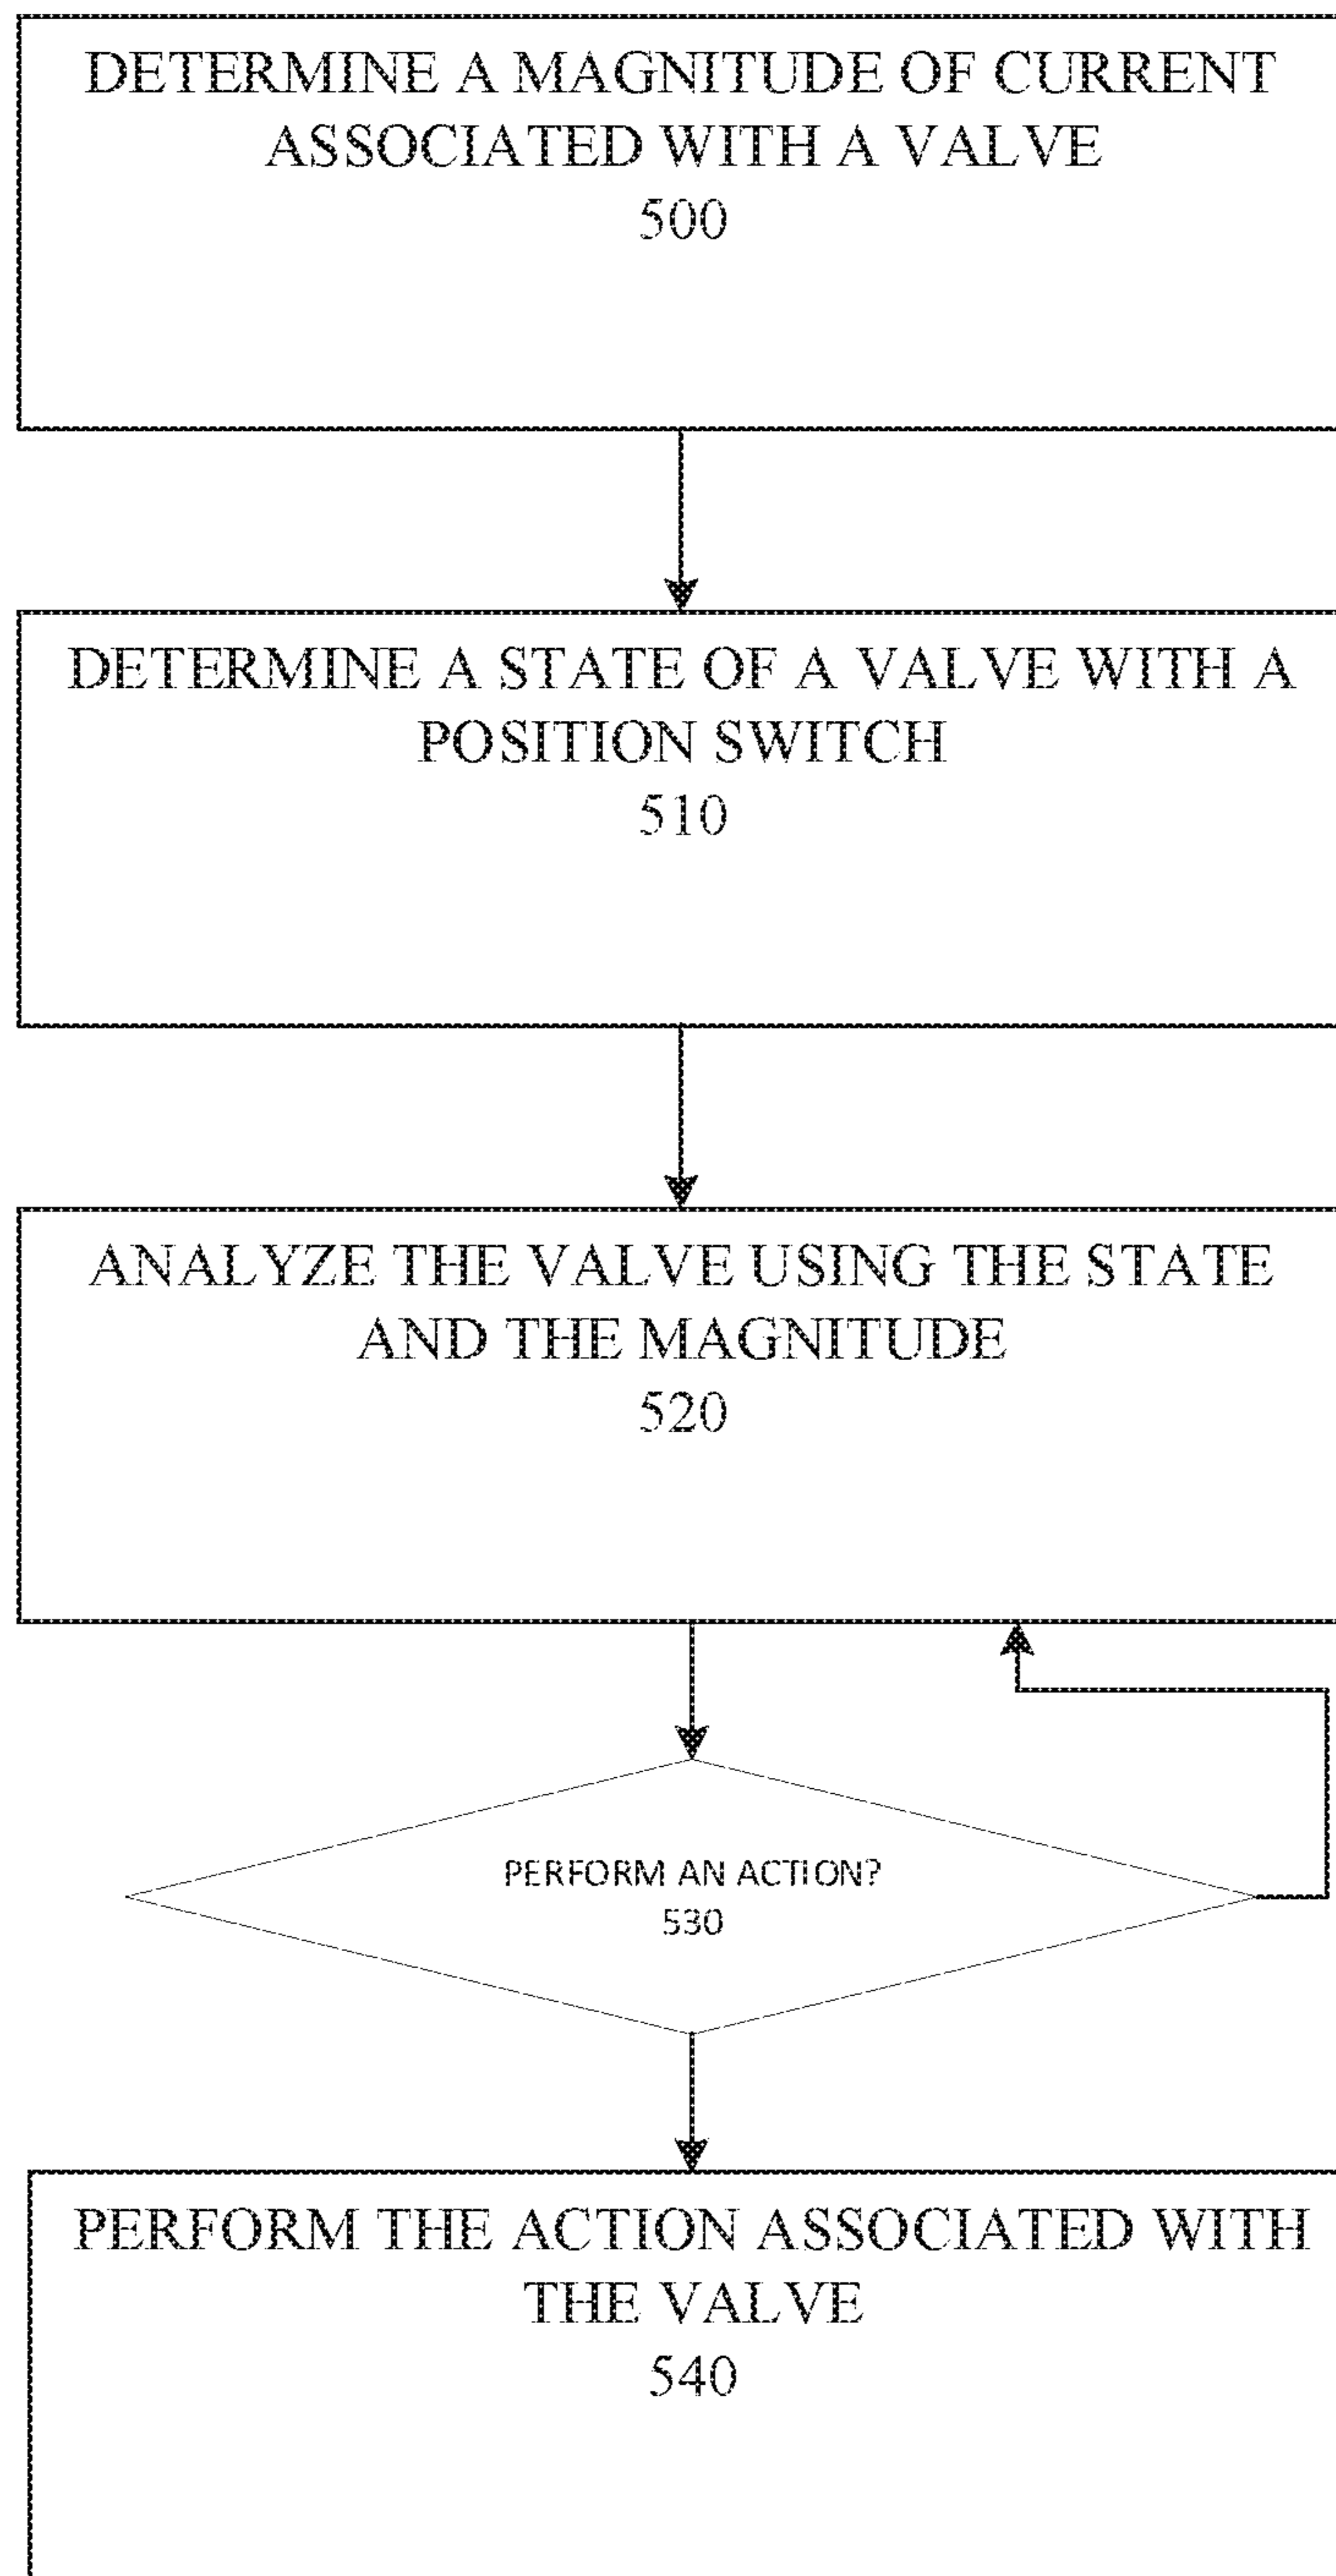 DETERMINE A MAGNITUDE OF CURRENT
ASSOCIATED WITH A VALVE
500
DETERMINE A STATE OF A VALVE WITH A
POSITION SWITCH
510
ANALYZE THE VALVE USING THE STATE
AND THE MAGNITUDE
520
PERFORM AN ACTION?
530
PERFORM THE ACTION ASSOCIATED WITH
THE VALVE
540